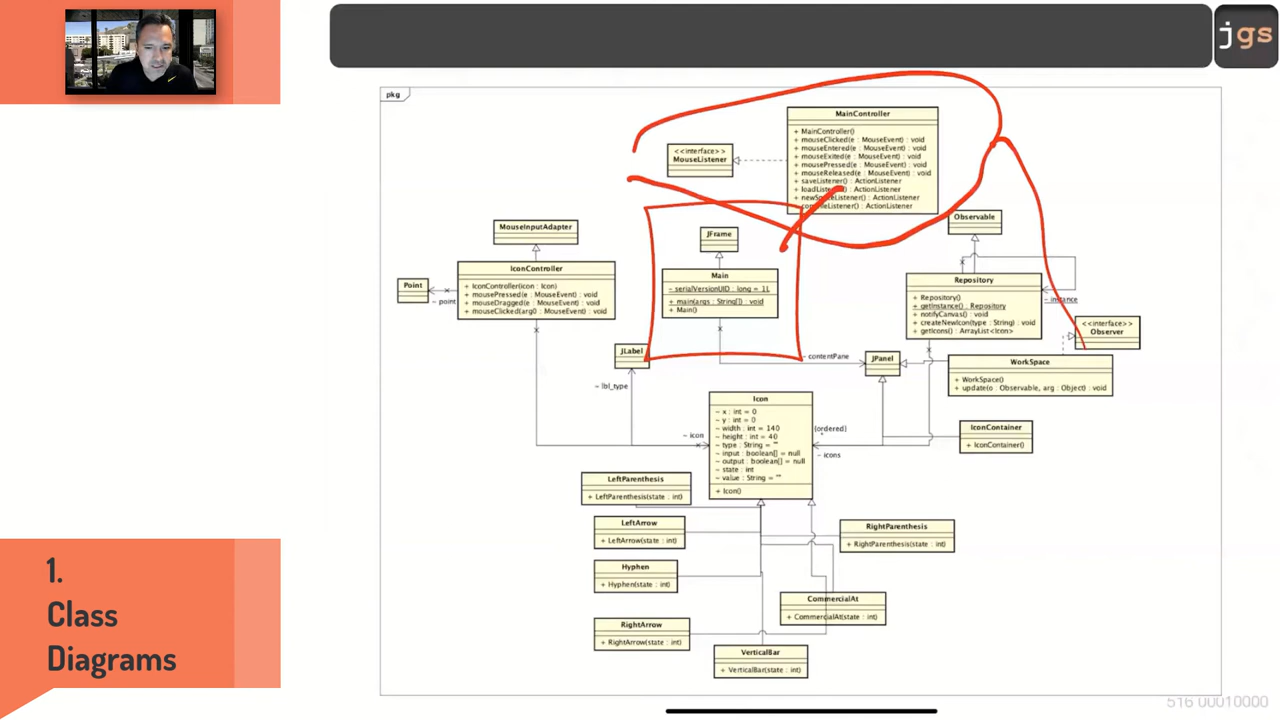 jgs
pkg
MainController
+ MainController()
+ mouseClicked(e : MouseEvent) : void
+ mouseEntered(e : MouseEvent) : void
+ mouseExited(e : MouseEvent) : void
+ mousePressed(e : MouseEvent) : void
+ mouseReleased(e : MouseEvent) : void
+ saveListener() : ActionListener
: ActionListener
: ActionListener
: ActionListener
<<interface>>
MouseListener
Observable
MouseInputAdapter
JFrame
IconController
+ IconController(icon : Icon)
+ mousePressed(e : MouseEvent) : void
+ mouseDragged(e : MouseEvent) : void
+ mouseClicked(arg0 : MouseEvent) : void
Point
~ point
Main
- serialVersionUID : long = 1L
+ main(args : String[]) : void
+ Main()
Repository
+ Repository()
+ getInstance() : Repository
+ notifyCanvas() : void
+ createNewIcon(type : String) : void
+ getIcons() : ArrayList<Icon>
~ instance
<<interface>>
Observer
JLabel
~ contentPane
JPanel
WorkSpace
+ WorkSpace()
+ update(o : Observable, arg : Object) : void
~ lbl_type
Icon
~ x : int = 0
~ y : int = 0
~ width : int = 140
~ height : int = 40
~ type : String = ""
~ input : boolean[] = null
~ output : boolean[] = null
~ state : int
~ value : String = ""
+ Icon()
~ icon
{ordered}
~ icons
IconContainer
+ IconContainer()
LeftParenthesis
+ LeftParenthesis(state : int)
LeftArrow
+ LeftArrow(state : int)
RightParenthesis
+ RightParenthesis(state : int)
Hyphen
+ Hyphen(state : int)
CommercialAt
+ CommercialAt(state : int)
RightArrow
+ RightArrow(state : int)
VerticalBar
+ VerticalBar(state : int)
1.
Class
Diagrams
516 00010000